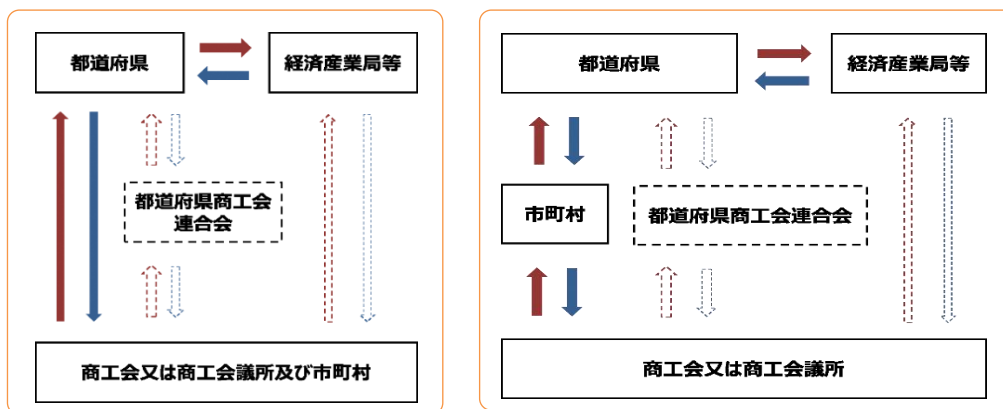 都道府県
経済産業局等
都道府県商工会
連合会
商工会又は商工会議所及び市町村
都道府県
経済産業局等
市町村
都道府県商工会連合会
商工会又は商工会議所